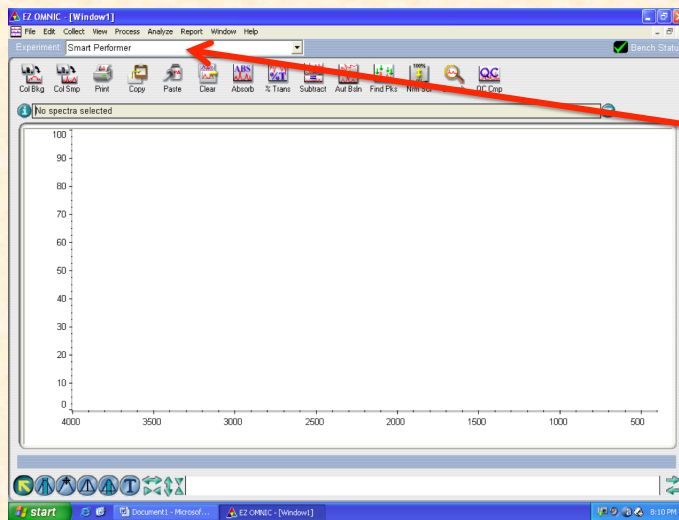 EZ OMNIC - [Window1]
File Edit Collect View Process Analyze Report Window Help
Experiment Smart Performer
Bench Status
Col Bkg Col Smp Print Copy Paste Clear Absorb % Trans Subtract Aut Bsln Find Pks QC Cmp
ABS %T 100% QC
No spectra selected
100
90
80
70
60
50
40
30
20
10
0
4000 3500 3000 2500 2000 1500 1000 500
T
start Document1 - Microsof... EZ OMNIC - [Window1] 8:10 PM